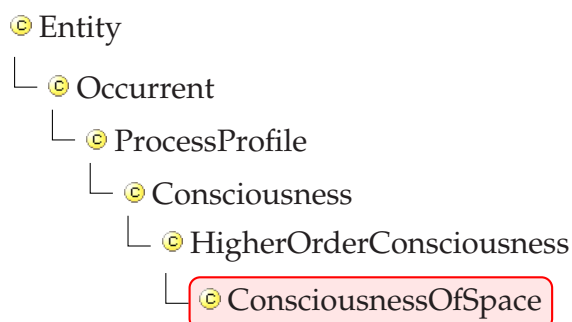 Entity
Occurrent
ProcessProfile
Consciousness
HigherOrderConsciousness
ConsciousnessOfSpace